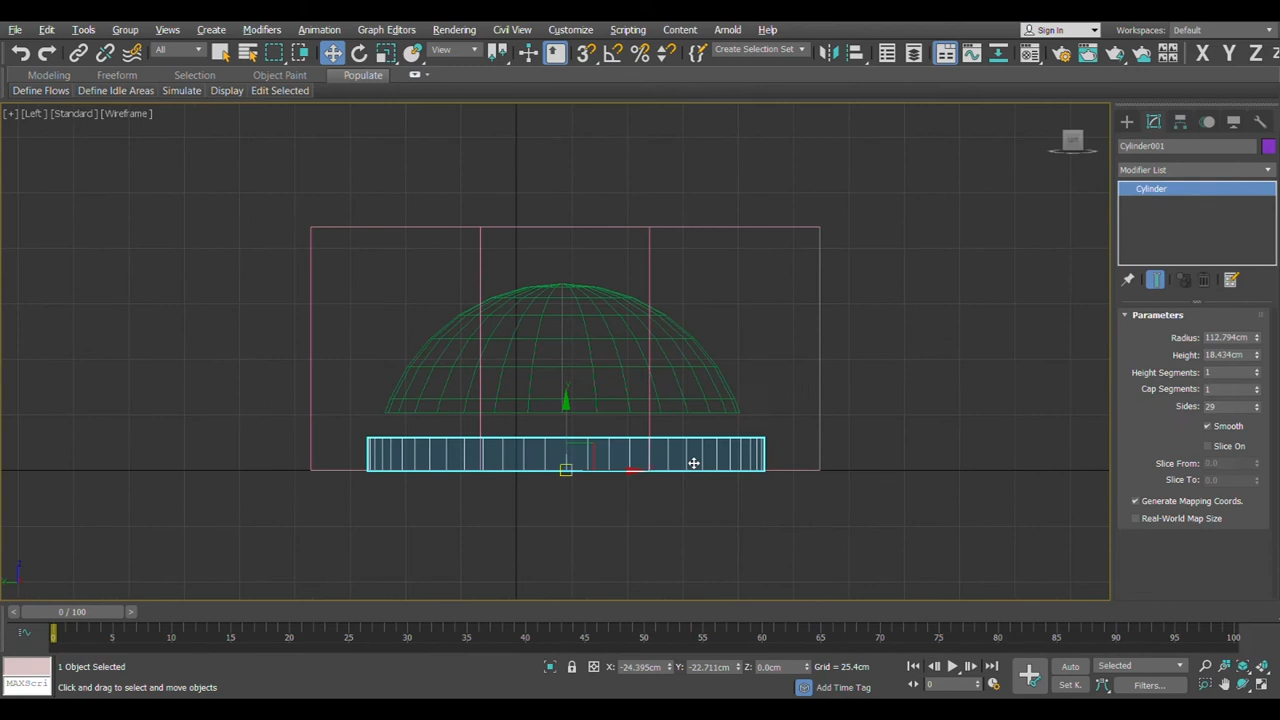 File Edit Tools Group Views Create Modifiers Animation Graph Editors Rendering Civil View Customize Scripting Content Arnold Help Sign In Workspaces: Default
All View Create Selection Set X Y Z
Modeling Freeform Selection Object Paint Populate
Define Flows Define Idle Areas Simulate Display Edit Selected
[+] [Left] [Standard] [Wireframe]
Cylinder001
Modifier List
Cylinder
Parameters
Radius: 112.794cm
Height: 18.434cm
Height Segments: 1
Cap Segments: 1
Sides: 29
Smooth
Slice On
Slice From: 0.0
Slice To: 0.0
Generate Mapping Coords.
Real-World Map Size
< 0 / 100 >
0 5 10 15 20 25 30 35 40 45 50 55 60 65 70 75 80 85 90 95 100
1 Object Selected X: -24.395cm Y: -22.711cm Z: 0.0cm Grid = 25.4cm Auto Selected
MAXScri Click and drag to select and move objects Add Time Tag 0 Set K. Filters...